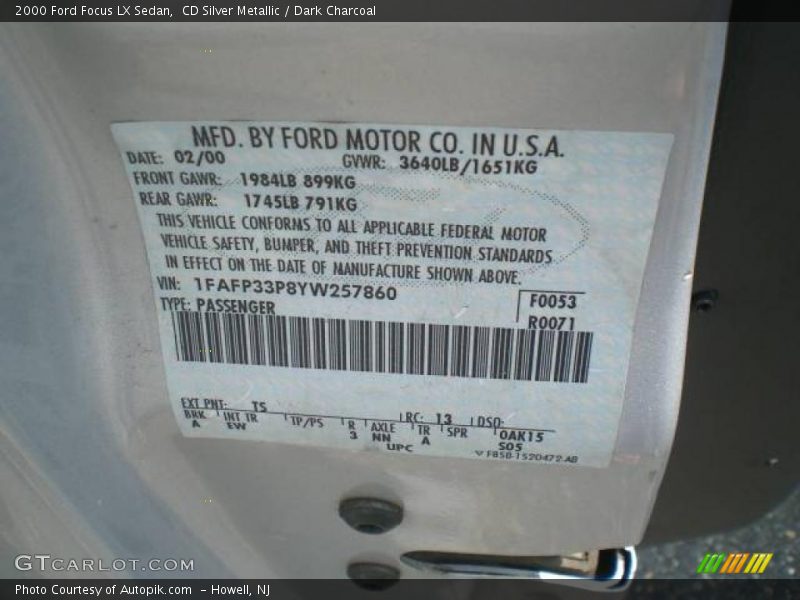 2000 Ford Focus LX Sedan,  CD Silver Metallic / Dark Charcoal
MFD. BY FORD MOTOR CO. IN U.S.A.
DATE: 02/00 GVWR: 3640LB/1651KG
FRONT GAWR: 1984LB 899KG
REAR GAWR: 1745LB 791KG
THIS VEHICLE CONFORMS TO ALL APPLICABLE FEDERAL MOTOR
VEHICLE SAFETY, BUMPER, AND THEFT PREVENTION STANDARDS
IN EFFECT ON THE DATE OF MANUFACTURE SHOWN ABOVE.
VIN: 1FAFP33P8YW257860 F0053
TYPE: PASSENGER R0071
EXT PNT: TS RC: 13 DSO:
BRK INT TR TP/PS R AXLE TR SPR 0AK15
A EW 3 NN A S05
UPC ▽F85B-1520472-AB
GTCARLOT.COM
Photo Courtesy of Autopik.com  – Howell, NJ